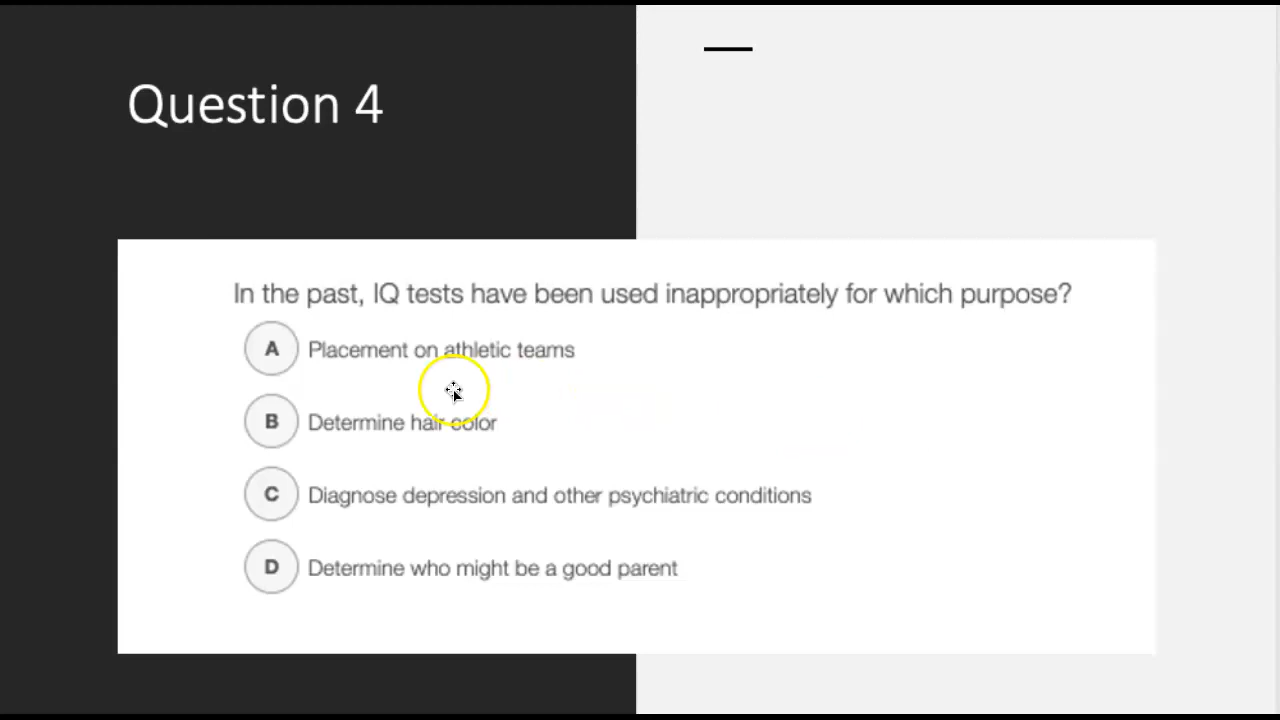 Question 4
In the past, IQ tests have been used inappropriately for which purpose?
A Placement on athletic teams
B Determine hair color
C Diagnose depression and other psychiatric conditions
D Determine who might be a good parent